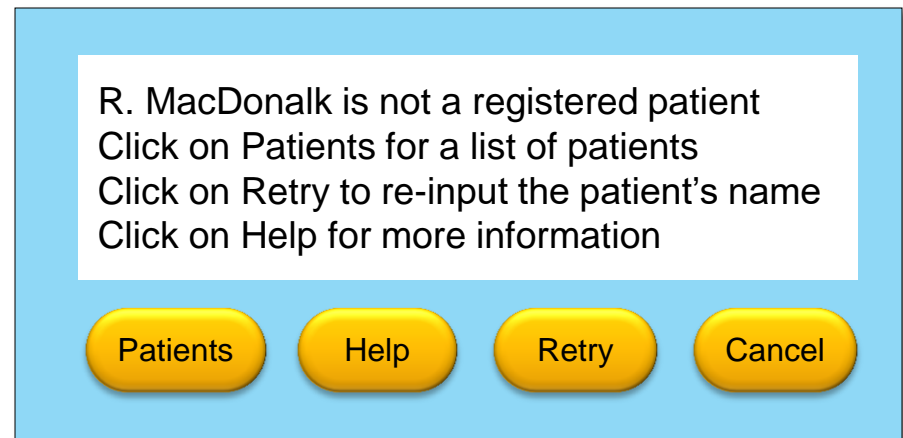 R. MacDonalk is not a registered patient
Click on Patients for a list of patients
Click on Retry to re-input the patient’s name
Click on Help for more information
Patients Help Retry Cancel